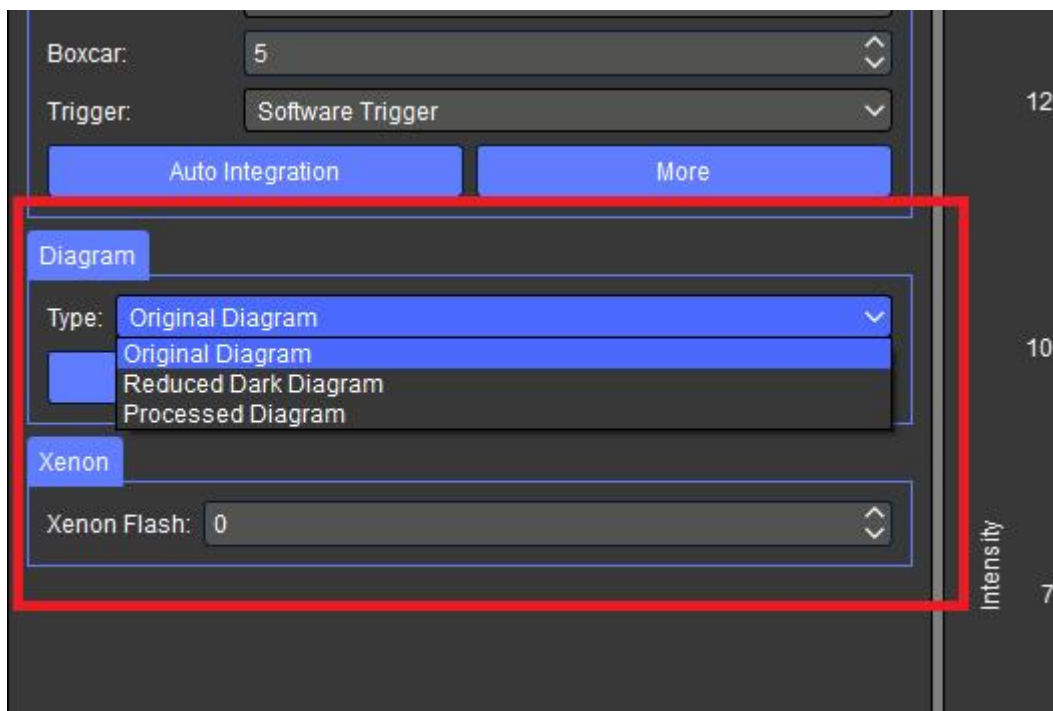 Boxcar: 5
Trigger: Software Trigger
Auto Integration More
Diagram
Type: Original Diagram
Original Diagram
Reduced Dark Diagram
Processed Diagram
Xenon
Xenon Flash: 0
12
10
Intensity
7